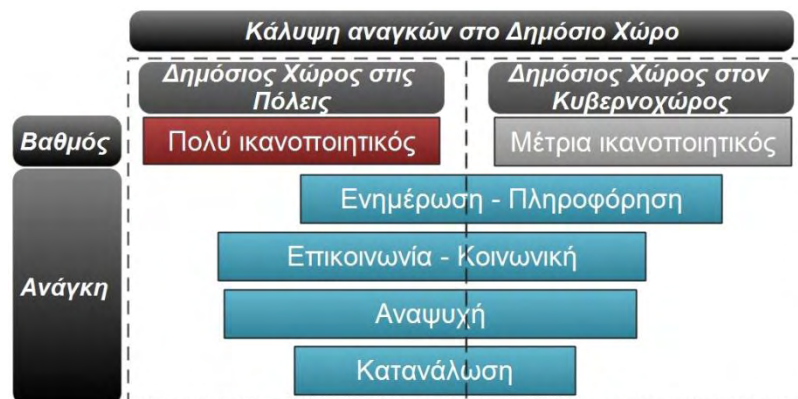 Κάλυψη αναγκών στο Δημόσιο Χώρο
Δημόσιος Χώρος στις
Πόλεις
Δημόσιος Χώρος στον
Κυβερνοχώρος
Βαθμός
Πολύ ικανοποιητικός
Μέτρια ικανοποιητικός
Ανάγκη
Ενημέρωση - Πληροφόρηση
Επικοινωνία - Κοινωνική
Αναψυχή
Κατανάλωση